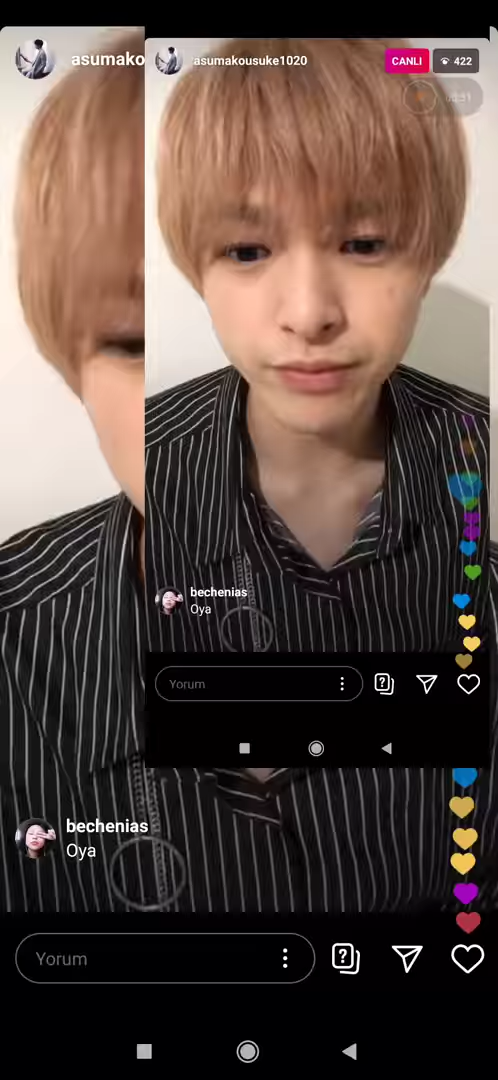 asumako
asumakousuke1020
CANLI
422
bechenias
Oya
Yorum
bechenias
Oya
Yorum